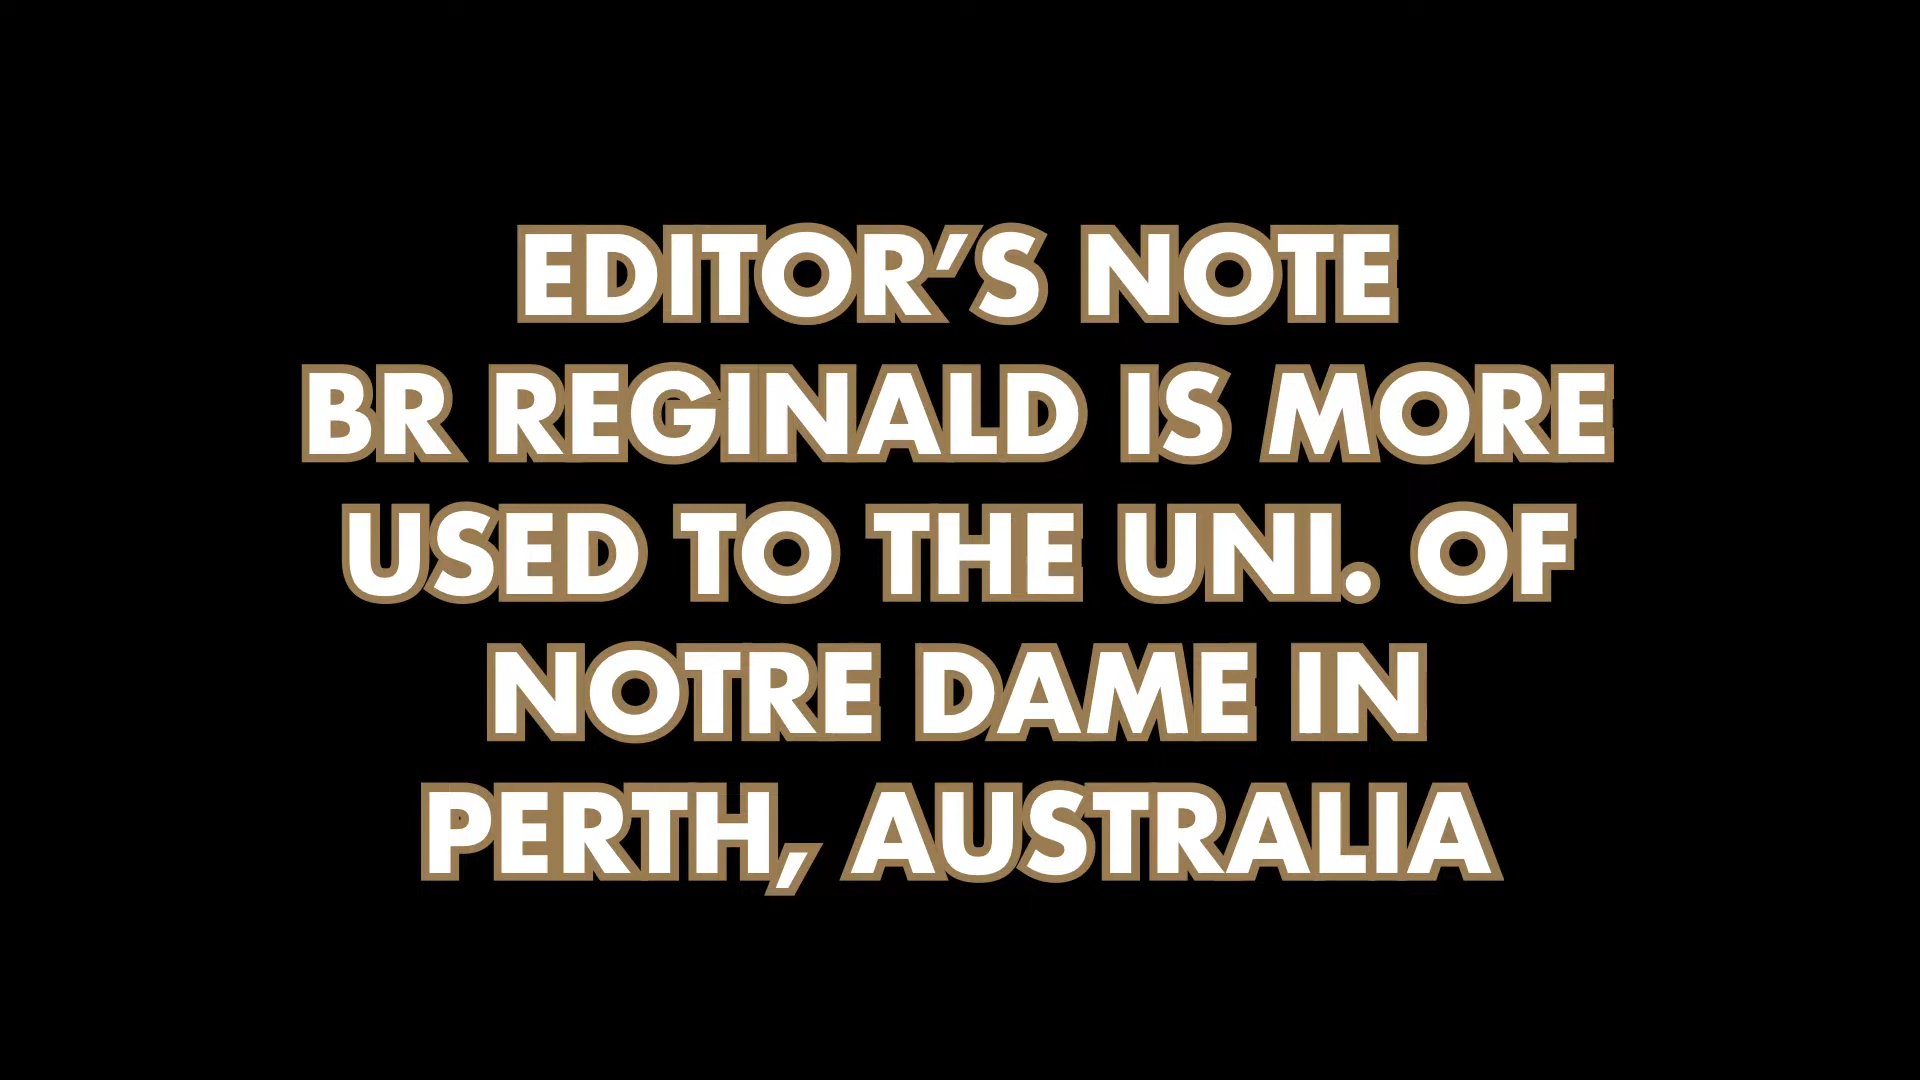 EDITOR’S NOTE
BR REGINALD IS MORE
USED TO THE UNI. OF
NOTRE DAME IN
PERTH, AUSTRALIA